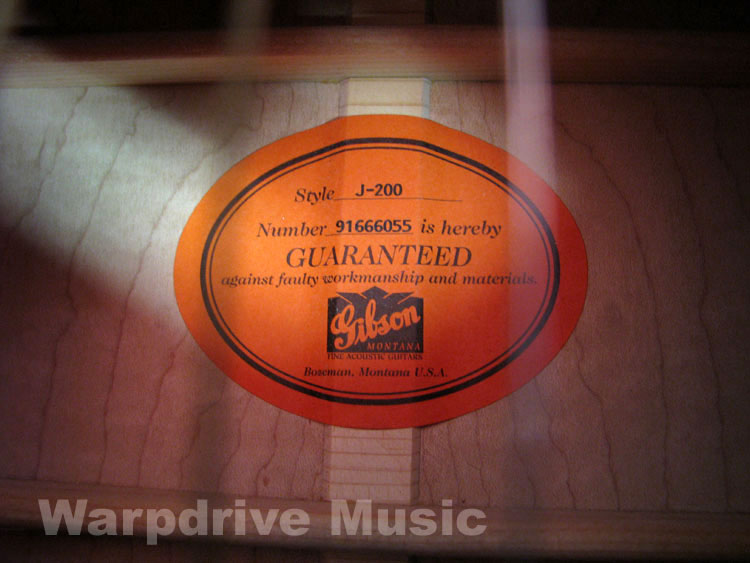 Style J-200
Number 91666055 is hereby
GUARANTEED
against faulty workmanship and materials.
Gibson
MONTANA
FINE ACOUSTIC GUITARS
Bozeman, Montana U.S.A.
Warpdrive Music